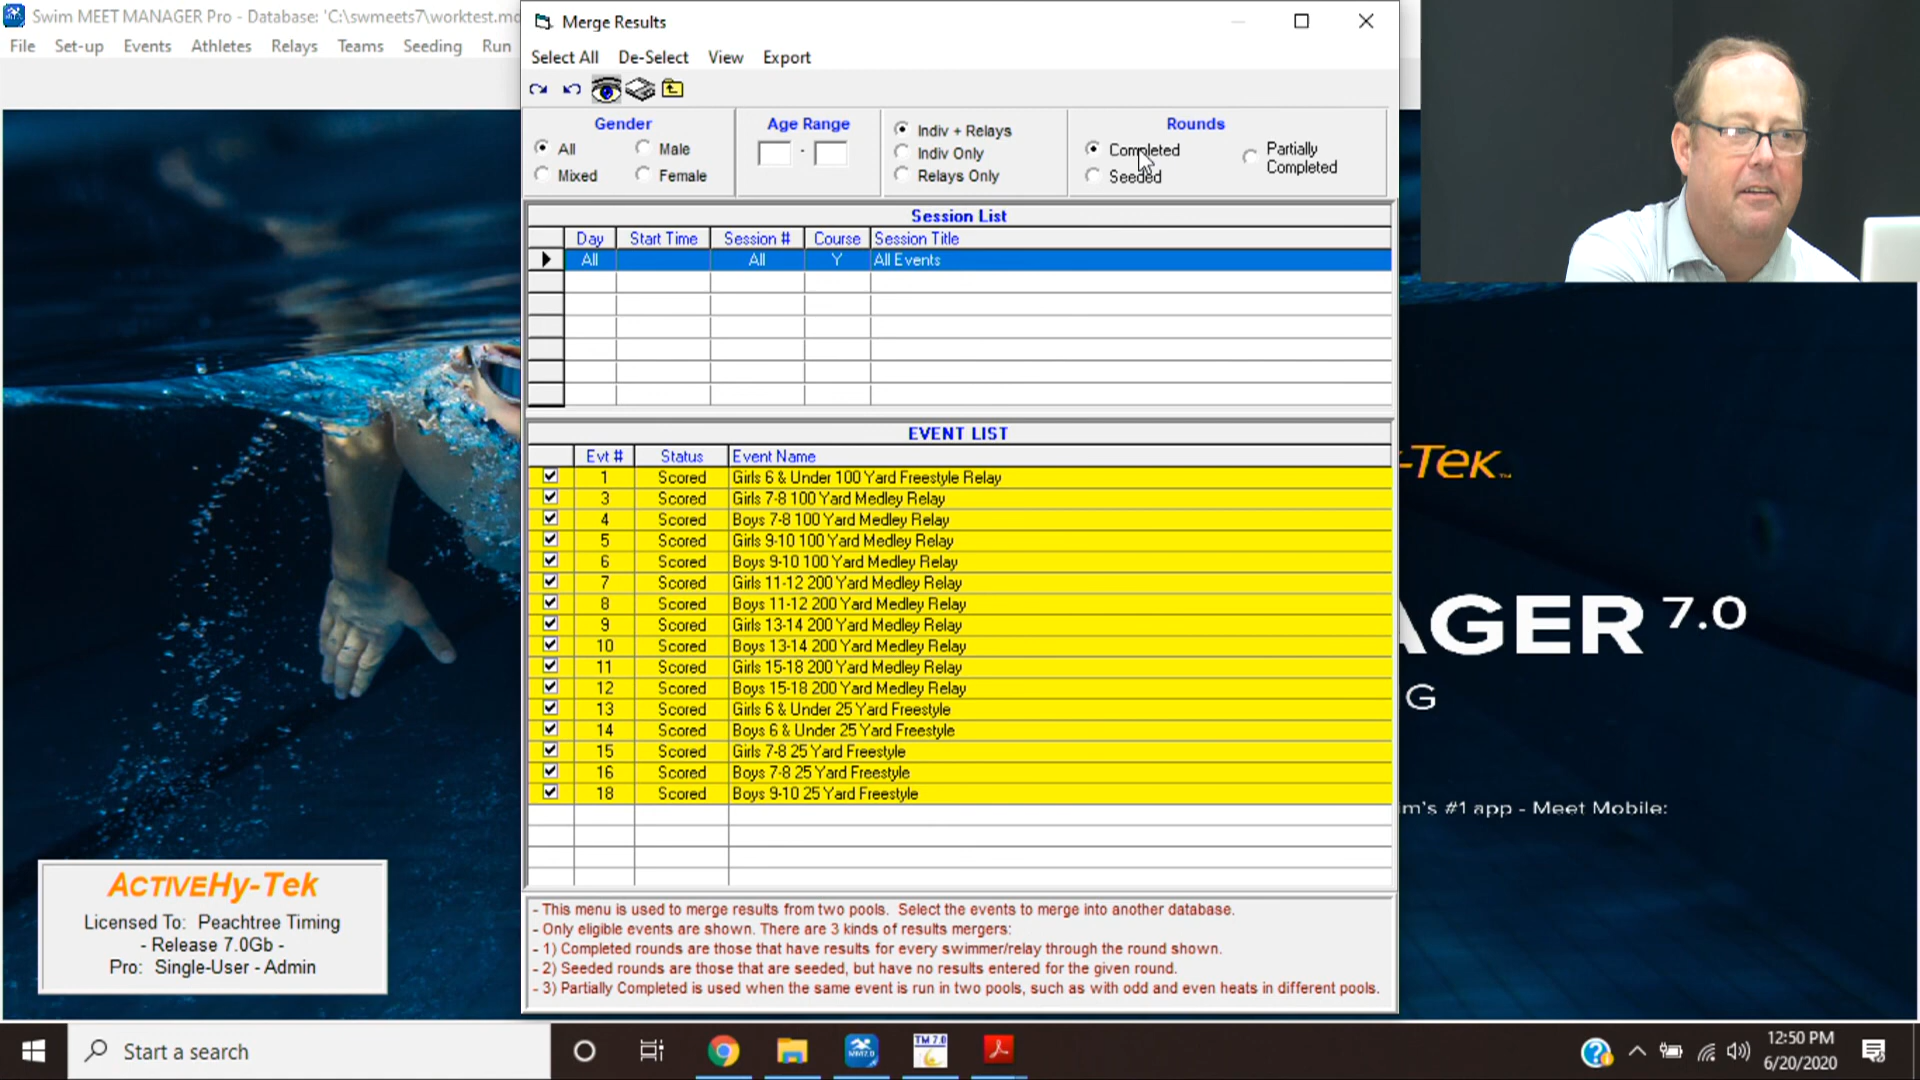 Swim MEET MANAGER Pro - Database: 'C:\swmeets7\worktest.md
File Set-up Events Athletes Relays Teams Seeding Run
Merge Results
Select All De-Select View Export
Gender
All Male
Mixed Female
Age Range
-
Indiv + Relays
Indiv Only
Relays Only
Rounds
Completed
Seeded
Partially
Completed
Session List
Day Start Time Session # Course Session Title
All All Y All Events
EVENT LIST
Evt # Status Event Name
1 Scored Girls 6 & Under 100 Yard Freestyle Relay
3 Scored Girls 7-8 100 Yard Medley Relay
4 Scored Boys 7-8 100 Yard Medley Relay
5 Scored Girls 9-10 100 Yard Medley Relay
6 Scored Boys 9-10 100 Yard Medley Relay
7 Scored Girls 11-12 200 Yard Medley Relay
8 Scored Boys 11-12 200 Yard Medley Relay
9 Scored Girls 13-14 200 Yard Medley Relay
10 Scored Boys 13-14 200 Yard Medley Relay
11 Scored Girls 15-18 200 Yard Medley Relay
12 Scored Boys 15-18 200 Yard Medley Relay
13 Scored Girls 6 & Under 25 Yard Freestyle
14 Scored Boys 6 & Under 25 Yard Freestyle
15 Scored Girls 7-8 25 Yard Freestyle
16 Scored Boys 7-8 25 Yard Freestyle
18 Scored Boys 9-10 25 Yard Freestyle
- This menu is used to merge results from two pools. Select the events to merge into another database.
- Only eligible events are shown. There are 3 kinds of results mergers:
- 1) Completed rounds are those that have results for every swimmer/relay through the round shown.
- 2) Seeded rounds are those that are seeded, but have no results entered for the given round.
- 3) Partially Completed is used when the same event is run in two pools, such as with odd and even heats in different pools.
-Tek™
AGER 7.0
G
im's #1 app - Meet Mobile:
ACTIVEHy-Tek
Licensed To: Peachtree Timing
- Release 7.0Gb -
Pro: Single-User - Admin
Start a search
MM7.0
TM 7.0
12:50 PM
6/20/2020